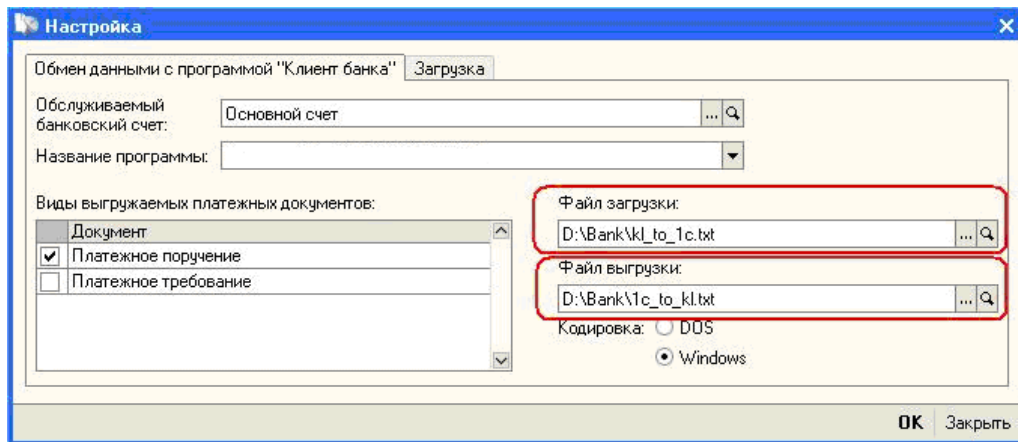 Настройка
Обмен данными с программой "Клиент банка" Загрузка
Обслуживаемый
банковский счет:
Основной счет
...
Название программы:
Виды выгружаемых платежных документов:
Документ
Платежное поручение
Платежное требование
Файл загрузки:
D:\Bank\kl_to_1c.txt
...
Файл выгрузки:
D:\Bank\1c_to_kl.txt
...
Кодировка: DOS
Windows
OK Закрыть